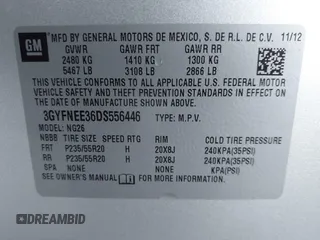 GM
MFD BY GENERAL MOTORS DE MEXICO, S. DE R.L. DE C.V. 11/12
GVWR GAWR FRT GAWR RR
2480 KG 1410 KG 1300 KG
5467 LB 3108 LB 2866 LB
THIS VEHICLE CONFORMS TO ALL APPLICABLE U.S. FEDERAL MOTOR
VEHICLE SAFETY, AND THEFT PREVENTION STANDARDS IN
EFFECT ON THE DATE OF MANUFACTURE SHOWN ABOVE.
3GYFNEE36DS556446 TYPE: M.P.V.
MODEL: NG26
TIRE SIZE SPEED RTG RIM COLD TIRE PRESSURE
FRT P235/55R20 H 20X8J 240KPA(35PSI)
RR P235/55R20 H 20X8J 240KPA(35PSI)
SPA NONE NONE KPA(PSI)
SEE OWNER'S MANUAL FOR ADDITIONAL INFORMATION.
CREDAMBID